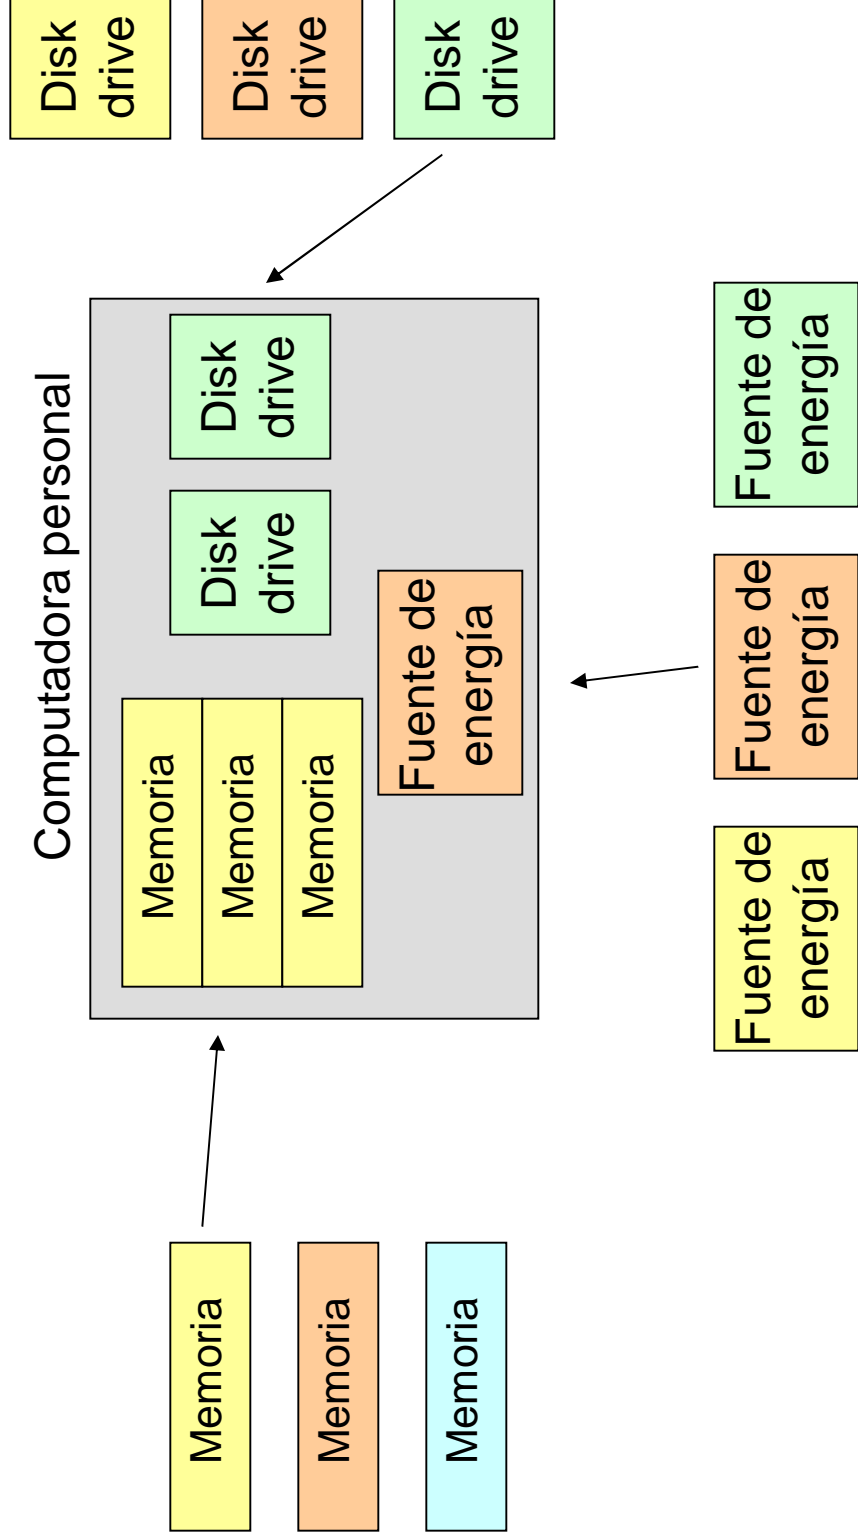 Computadora personal
Memoria
Memoria
Memoria
Memoria
Memoria
Memoria
Disk
drive
Disk
drive
Fuente de
energía
Disk
drive
Disk
drive
Disk
drive
Fuente de
energía
Fuente de
energía
Fuente de
energía